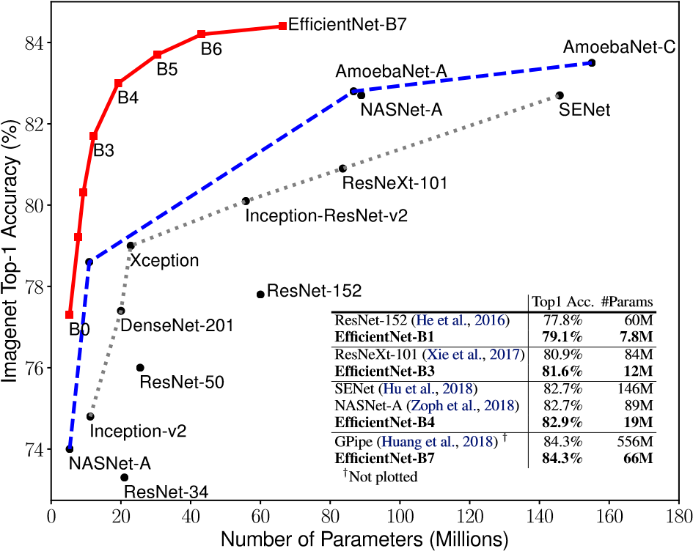 EfficientNet-B7
84
B6
AmoebaNet-C
B5
AmoebaNet-A
B4
NASNet-A
SENet
82
B3
ResNeXt-101
80
Inception-ResNet-v2
Xception
78
ResNet-152
B0
DenseNet-201
Top1 Acc. #Params
ResNet-152 (He et al., 2016) 77.8% 60M
EfficientNet-B1 79.1% 7.8M
ResNeXt-101 (Xie et al., 2017) 80.9% 84M
EfficientNet-B3 81.6% 12M
SENet (Hu et al., 2018) 82.7% 146M
NASNet-A (Zoph et al., 2018) 82.7% 89M
EfficientNet-B4 82.9% 19M
GPipe (Huang et al., 2018) † 84.3% 556M
EfficientNet-B7 84.3% 66M
†Not plotted
76
ResNet-50
Inception-v2
74
NASNet-A
ResNet-34
0 20 40 60 80 100 120 140 160 180
Number of Parameters (Millions)
Imagenet Top-1 Accuracy (%)